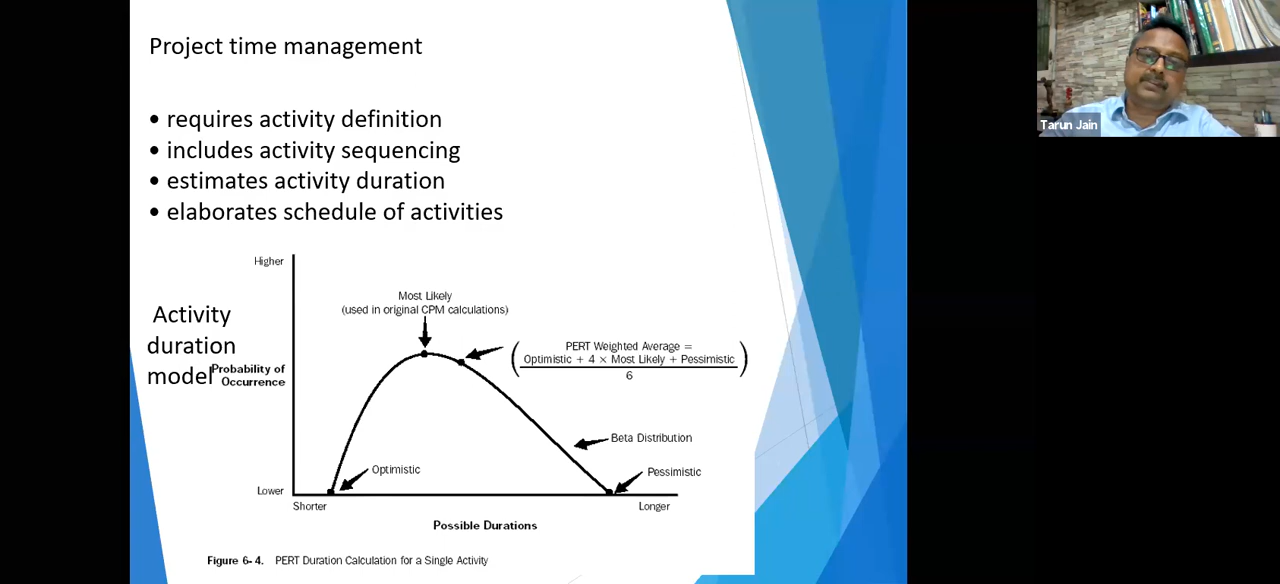 Project time management
• requires activity definition
• includes activity sequencing
• estimates activity duration
• elaborates schedule of activities
Activity
duration
model
Higher
Probability of
Occurrence
Lower
Most Likely
(used in original CPM calculations)
PERT Weighted Average =
Optimistic + 4 × Most Likely + Pessimistic
6
Beta Distribution
Optimistic
Pessimistic
Shorter
Longer
Possible Durations
Figure 6-4. PERT Duration Calculation for a Single Activity
Tarun Jain